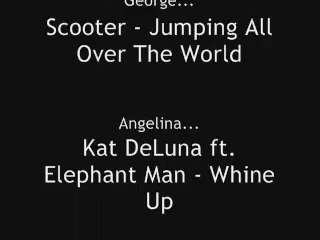 George...
Scooter - Jumping All
Over The World
Angelina...
Kat DeLuna ft.
Elephant Man - Whine
Up